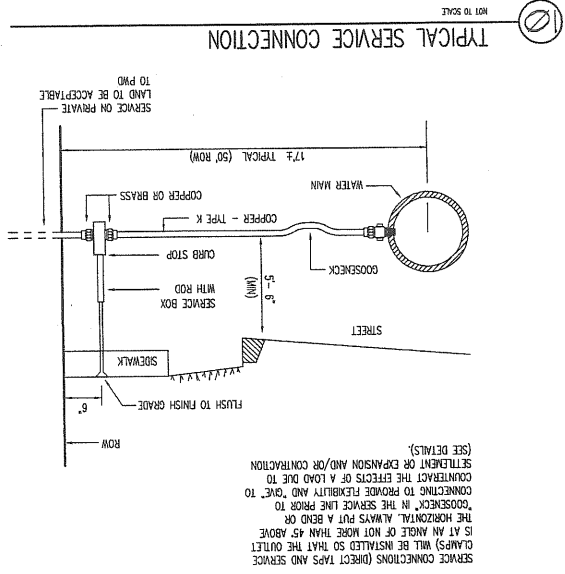 SERVICE CONNECTIONS (DIRECT TAPS AND SERVICE
CLAMPS) WILL BE INSTALLED SO THAT THE OUTLET
IS AT AN ANGLE OF NOT MORE THAN 45° ABOVE
THE HORIZONTAL. ALWAYS PUT A BEND OR
"GOOSENECK" IN THE SERVICE LINE PRIOR TO
CONNECTING TO PROVIDE FLEXIBILITY AND "GIVE" TO
COUNTERACT THE EFFECTS OF A LOAD DUE TO
SETTLEMENT OR EXPANSION AND/OR CONTRACTION
(SEE DETAILS).
ROW
FLUSH TO FINISH GRADE
6"
SIDEWALK
STREET
SERVICE BOX
WITH ROD
5'- 6"
(MIN)
GOOSENECK
CURB STOP
COPPER - TYPE K
COPPER OR BRASS
WATER MAIN
17'± TYPICAL (50' ROW)
SERVICE ON PRIVATE
LAND TO BE ACCEPTABLE
TO PWD
TYPICAL SERVICE CONNECTION
NOT TO SCALE